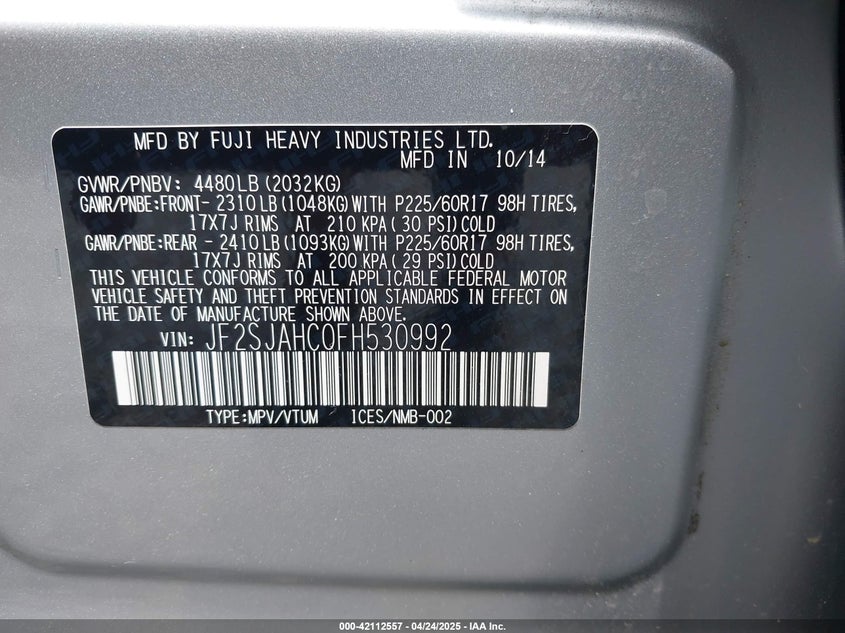 MFD BY FUJI HEAVY INDUSTRIES LTD.
MFD IN 10/14
GVWR/PNBV: 4480LB (2032KG)
GAWR/PNBE:FRONT- 2310LB (1048KG) WITH P225/60R17 98H TIRES,
17X7J RIMS AT 210 KPA ( 30 PSI) COLD
GAWR/PNBE:REAR - 2410LB (1093KG) WITH P225/60R17 98H TIRES,
17X7J RIMS AT 200 KPA ( 29 PSI) COLD
THIS VEHICLE CONFORMS TO ALL APPLICABLE FEDERAL MOTOR
VEHICLE SAFETY AND THEFT PREVENTION STANDARDS IN EFFECT ON
THE DATE OF MANUFACTURE SHOWN ABOVE.
VIN: JF2SJAHC0FH530992
TYPE:MPV/VTUM ICES/NMB-002
000-42112557 - 04/24/2025 - IAA Inc.